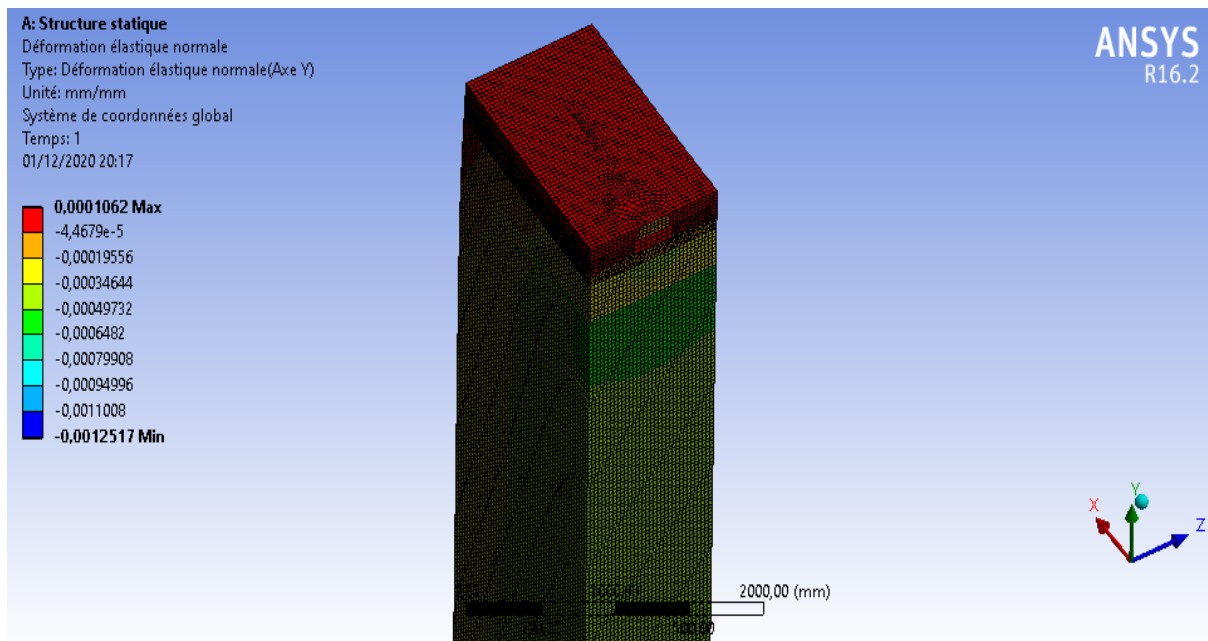 A: Structure statique
Déformation élastique normale
Type: Déformation élastique normale(Axe Y)
Unité: mm/mm
Système de coordonnées global
Temps: 1
01/12/2020 20:17
ANSYS
R16.2
0,0001062 Max
-4,4679e-5
-0,00019556
-0,00034644
-0,00049732
-0,0006482
-0,00079908
-0,00094996
-0,0011008
-0,0012517 Min
X
Y
Z
2000,00 (mm)